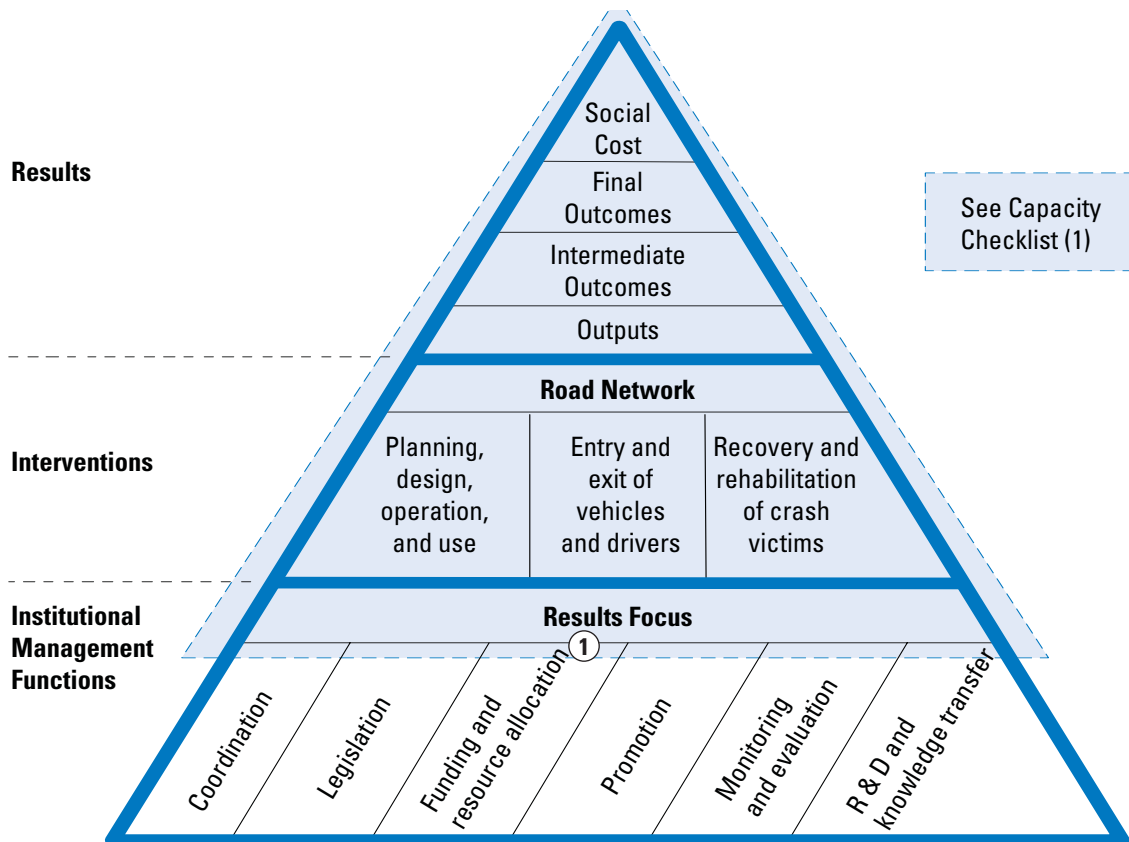 Results
Social
Cost
Final
Outcomes
Intermediate
Outcomes
Outputs
See Capacity
Checklist (1)
Interventions
Road Network
Planning,
design,
operation,
and use
Entry and
exit of
vehicles
and drivers
Recovery and
rehabilitation
of crash
victims
Institutional
Management
Functions
Results Focus
1
Coordination
Legislation
Funding and
resource allocation
Promotion
Monitoring
and evaluation
R & D and
knowledge transfer